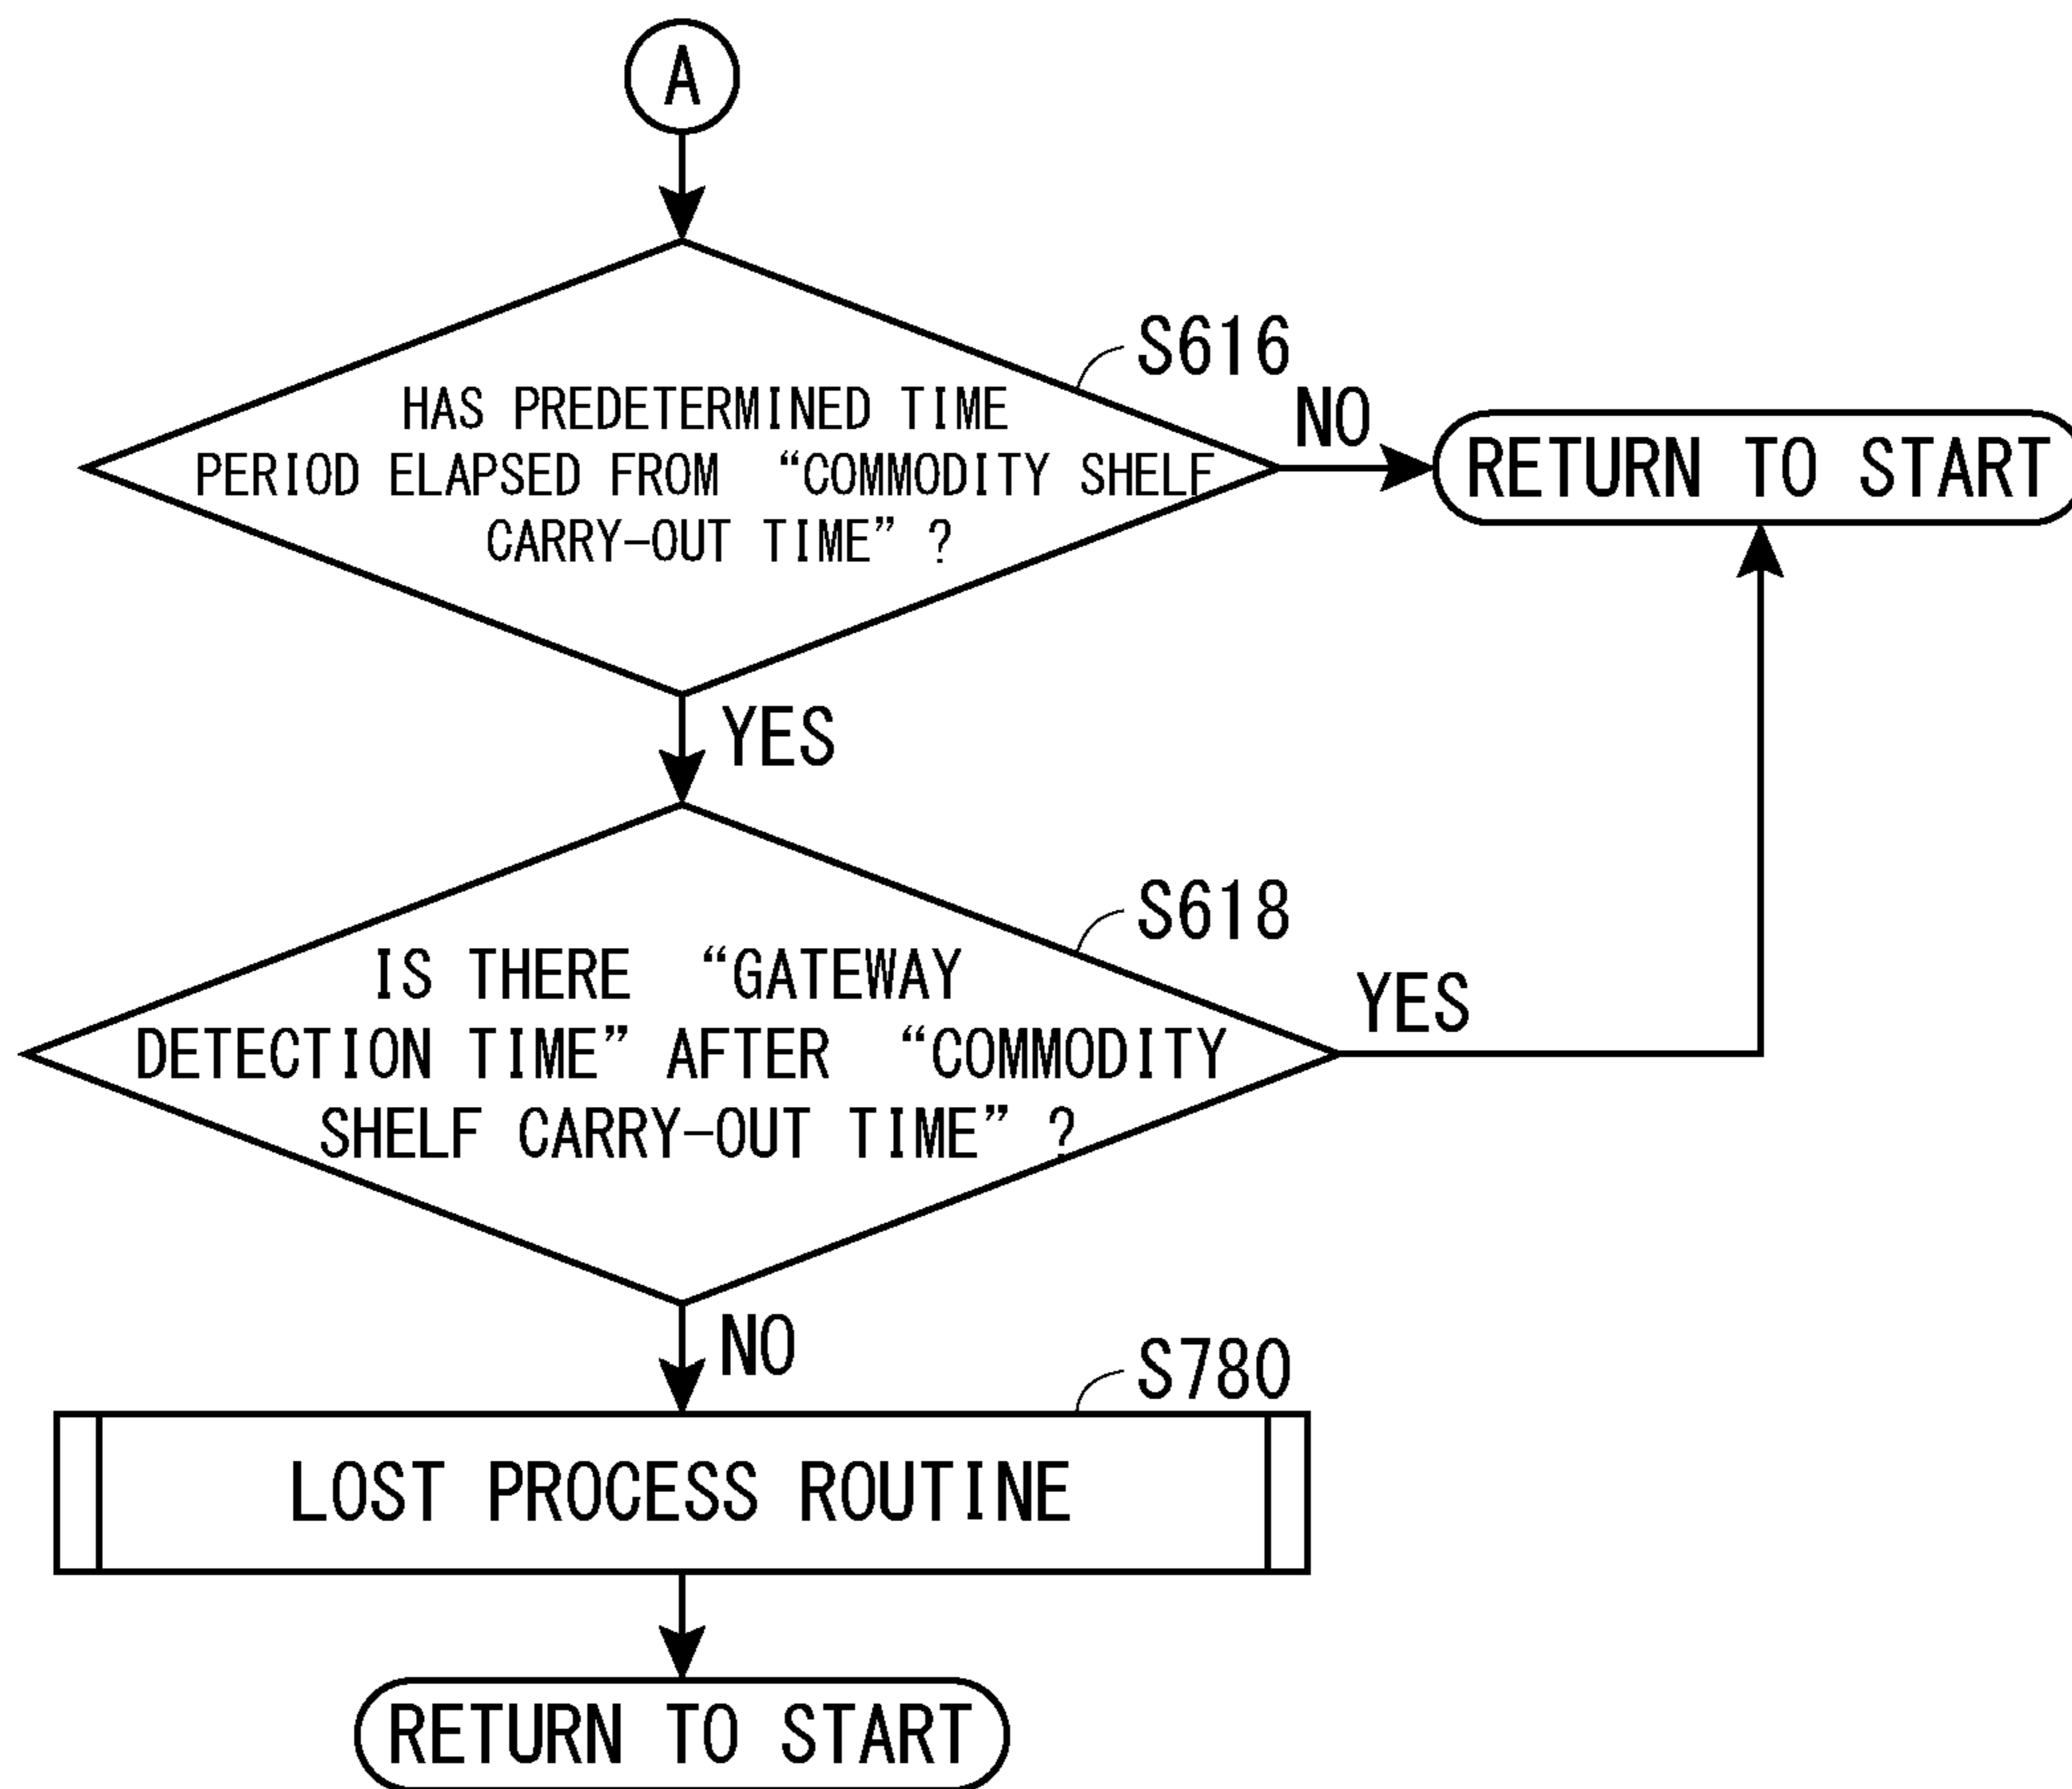 A
S616
HAS PREDETERMINED TIME
PERIOD ELAPSED FROM “COMMODITY SHELF
CARRY-OUT TIME” ?
NO
RETURN TO START
YES
S618
IS THERE “GATEWAY
DETECTION TIME” AFTER “COMMODITY
SHELF CARRY-OUT TIME” ?
YES
NO
S780
LOST PROCESS ROUTINE
RETURN TO START